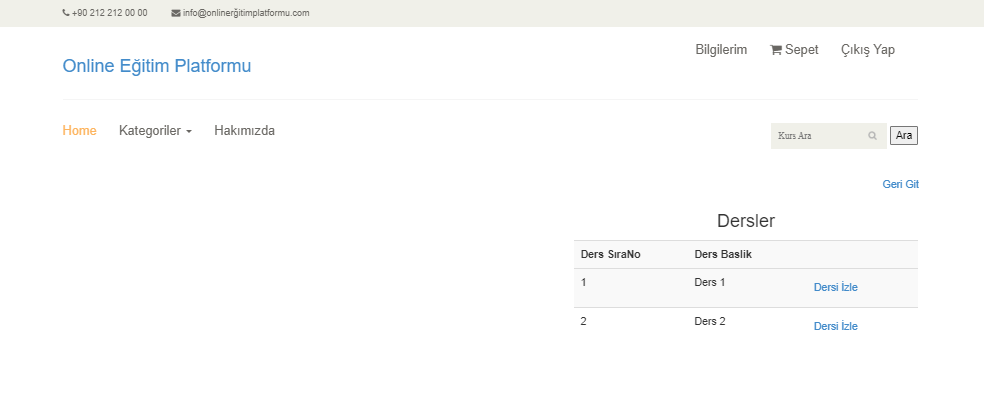 +90 212 212 00 00 info@onlinerğitimplatformu.com
Bilgilerim Sepet Çıkış Yap
Online Eğitim Platformu
Home Kategoriler Hakımızda
Kurs Ara Ara
Geri Git
Dersler
Ders SıraNo Ders Baslik
1 Ders 1 Dersi İzle
2 Ders 2 Dersi İzle